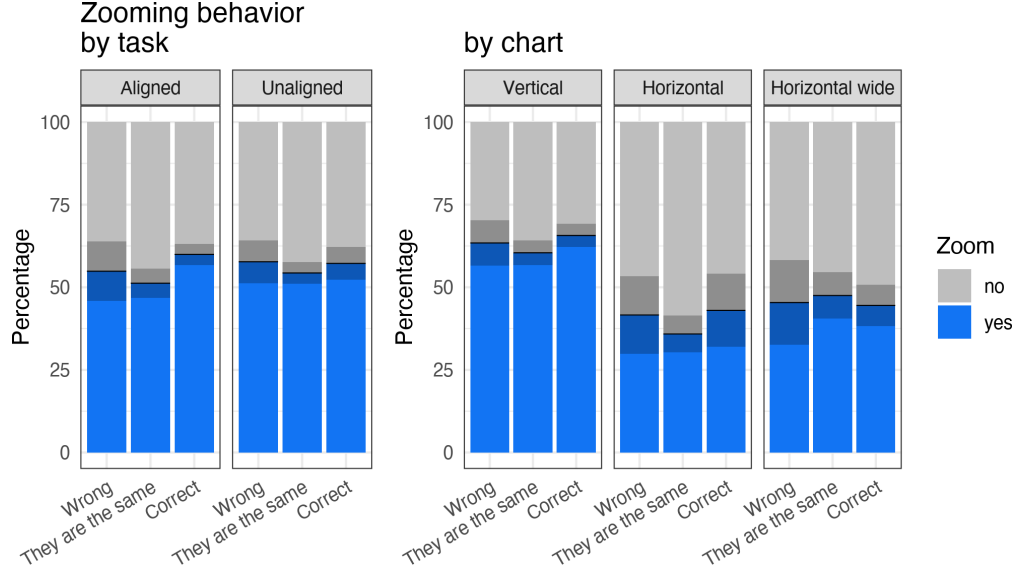 Zooming behavior
by task
by chart
Aligned
Unaligned
Vertical
Horizontal
Horizontal wide
Percentage
100
75
50
25
0
Wrong
They are the same
Correct
Wrong
They are the same
Correct
Percentage
100
75
50
25
0
Wrong
They are the same
Correct
Wrong
They are the same
Correct
Wrong
They are the same
Correct
Zoom
no
yes